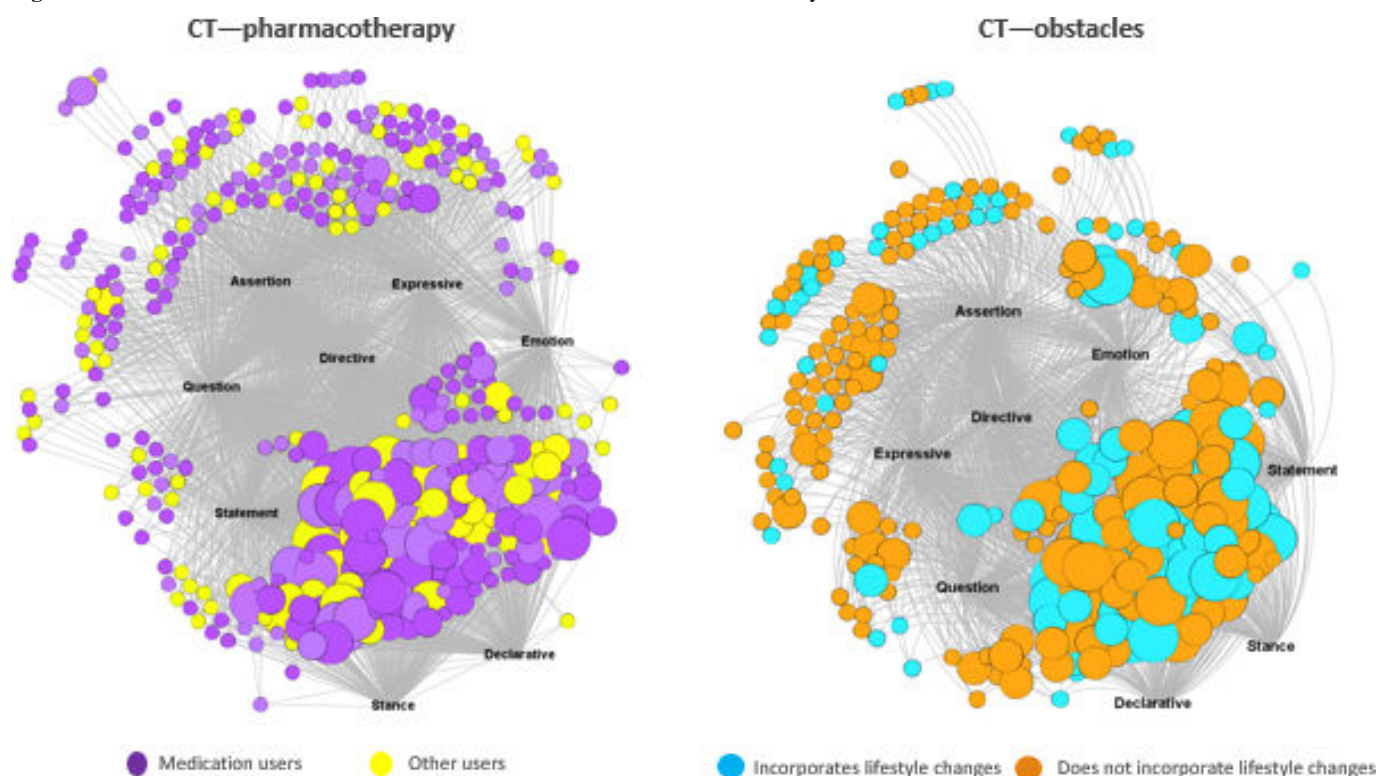 CT—pharmacotherapy
CT—obstacles
Assertion
Expressive
Emotion
Directive
Question
Statement
Declarative
Stance
Assertion
Emotion
Directive
Expressive
Statement
Question
Stance
Declarative
Medication users
Other users
Incorporates lifestyle changes
Does not incorporate lifestyle changes